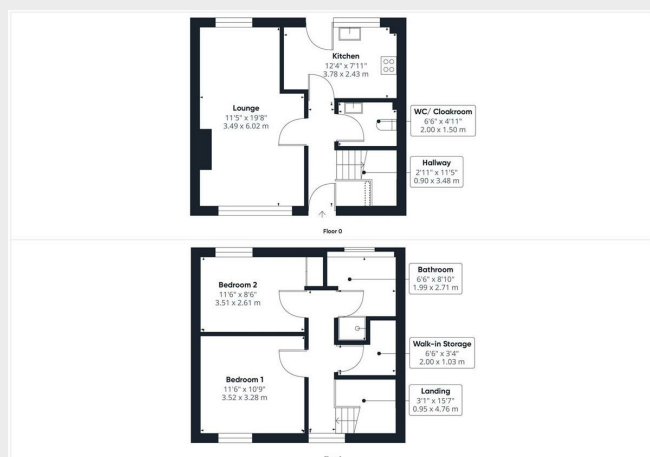 Kitchen
12'4" x 7'11"
3.78 x 2.43 m
Lounge
11'5" x 19'8"
3.49 x 6.02 m
WC/ Cloakroom
6'6" x 4'11"
2.00 x 1.50 m
Hallway
2'11" x 11'5"
0.90 x 3.48 m
Floor 0
Bedroom 2
11'6" x 8'6"
3.51 x 2.61 m
Bathroom
6'6" x 8'10"
1.99 x 2.71 m
Walk-in Storage
6'6" x 3'4"
2.00 x 1.03 m
Bedroom 1
11'6" x 10'9"
3.52 x 3.28 m
Landing
3'1" x 15'7"
0.95 x 4.76 m